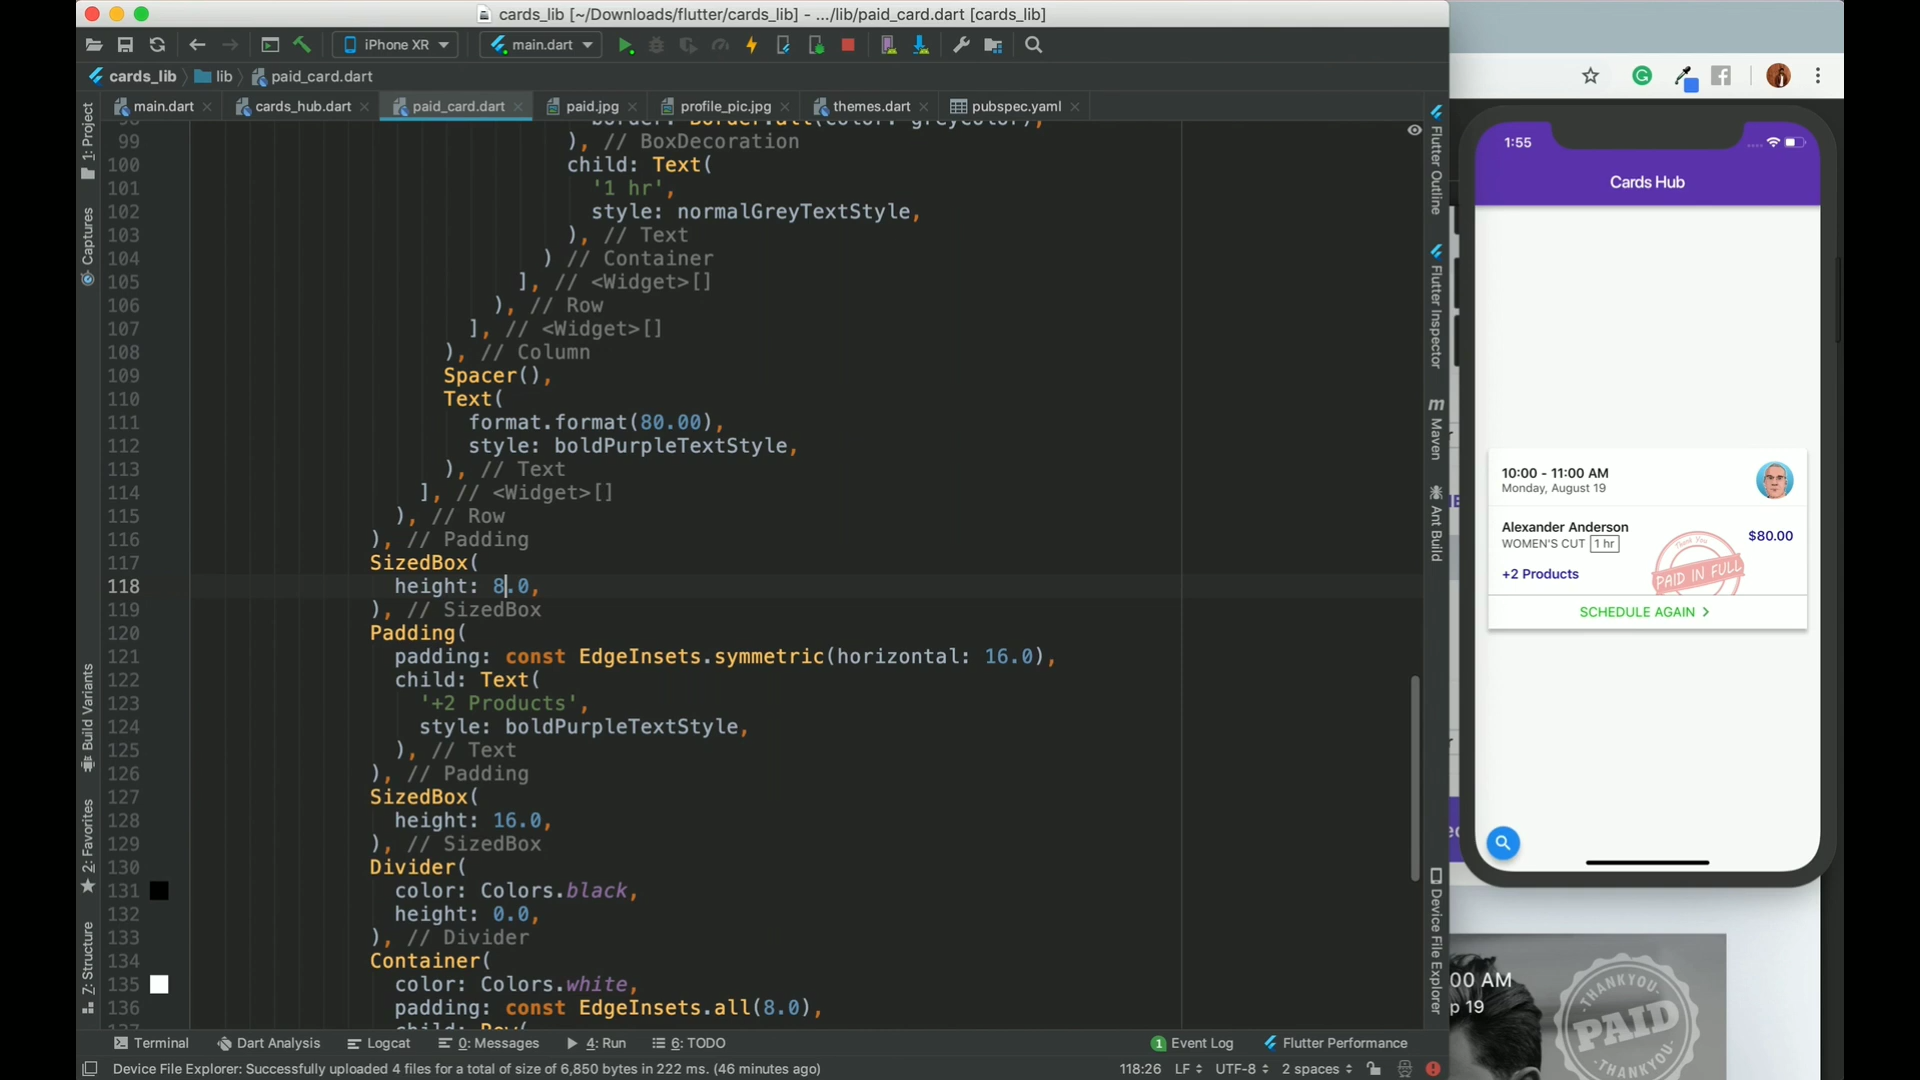 cards_lib [~/Downloads/flutter/cards_lib] - .../lib/paid_card.dart [cards_lib]
iPhone XR
main.dart
cards_lib
lib
paid_card.dart
main.dart
cards_hub.dart
paid_card.dart
paid.jpg
profile_pic.jpg
themes.dart
pubspec.yaml
1: Project
Captures
Build Variants
2: Favorites
7: Structure
99 ), // BoxDecoration
100 child: Text(
101 '1 hr',
102 style: normalGreyTextStyle,
103 ), // Text
104 ) // Container
105 ], // <Widget>[]
106 ), // Row
107 ], // <Widget>[]
108 ), // Column
109 Spacer(),
110 Text(
111 format.format(80.00),
112 style: boldPurpleTextStyle,
113 ), // Text
114 ], // <Widget>[]
115 ), // Row
116 ), // Padding
117 SizedBox(
118 height: 8.0,
119 ), // SizedBox
120 Padding(
121 padding: const EdgeInsets.symmetric(horizontal: 16.0),
122 child: Text(
123 '+2 Products',
124 style: boldPurpleTextStyle,
125 ), // Text
126 ), // Padding
127 SizedBox(
128 height: 16.0,
129 ), // SizedBox
130 Divider(
131 color: Colors.black,
132 height: 0.0,
133 ), // Divider
134 Container(
135 color: Colors.white,
136 padding: const EdgeInsets.all(8.0),
Flutter Outline
Flutter Inspector
Maven
Ant Build
Device File Explorer
Terminal
Dart Analysis
Logcat
0: Messages
4: Run
6: TODO
1 Event Log
Flutter Performance
Device File Explorer: Successfully uploaded 4 files for a total of size of 6,850 bytes in 222 ms. (46 minutes ago)
118:26
LF
UTF-8
2 spaces
1:55
Cards Hub
10:00 - 11:00 AM
Monday, August 19
Alexander Anderson
WOMEN'S CUT 1 hr
$80.00
+2 Products
Thank You
PAID IN FULL
SCHEDULE AGAIN
00 AM
p 19
THANK YOU
PAID
THANK YOU